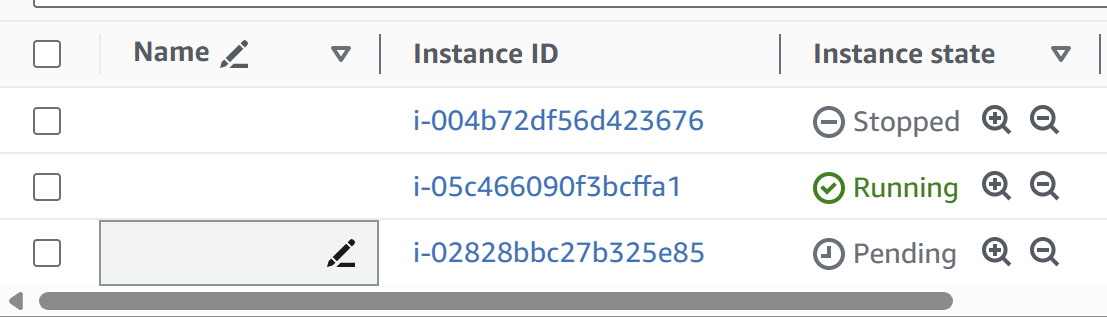 Name Instance ID Instance state
i-004b72df56d423676 Stopped
i-05c466090f3bcffa1 Running
i-02828bbc27b325e85 Pending